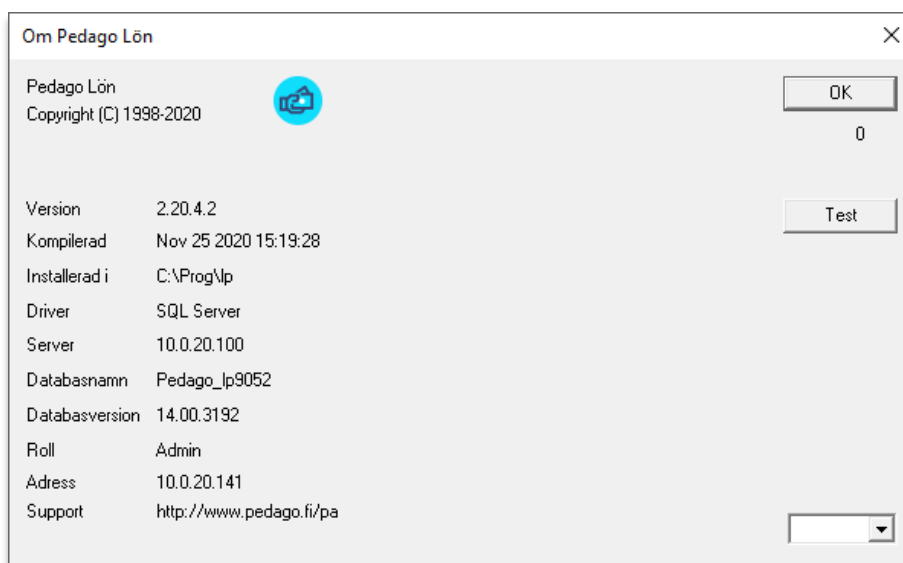 Om Pedago Lön
Pedago Lön
Copyright (C) 1998-2020
OK
0
Version 2.20.4.2
Test
Kompilerad Nov 25 2020 15:19:28
Installerad i C:\Prog\lp
Driver SQL Server
Server 10.0.20.100
Databasnamn Pedago_lp9052
Databasversion 14.00.3192
Roll Admin
Adress 10.0.20.141
Support http://www.pedago.fi/pa